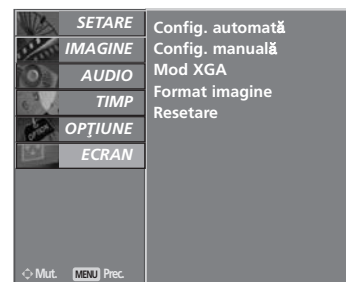 SETARE
IMAGINE
AUDIO
TIMP
OPŢIUNE
ECRAN
Config. automată
Config. manuală
Mod XGA
Format imagine
Resetare
Mut. MENU Prec.